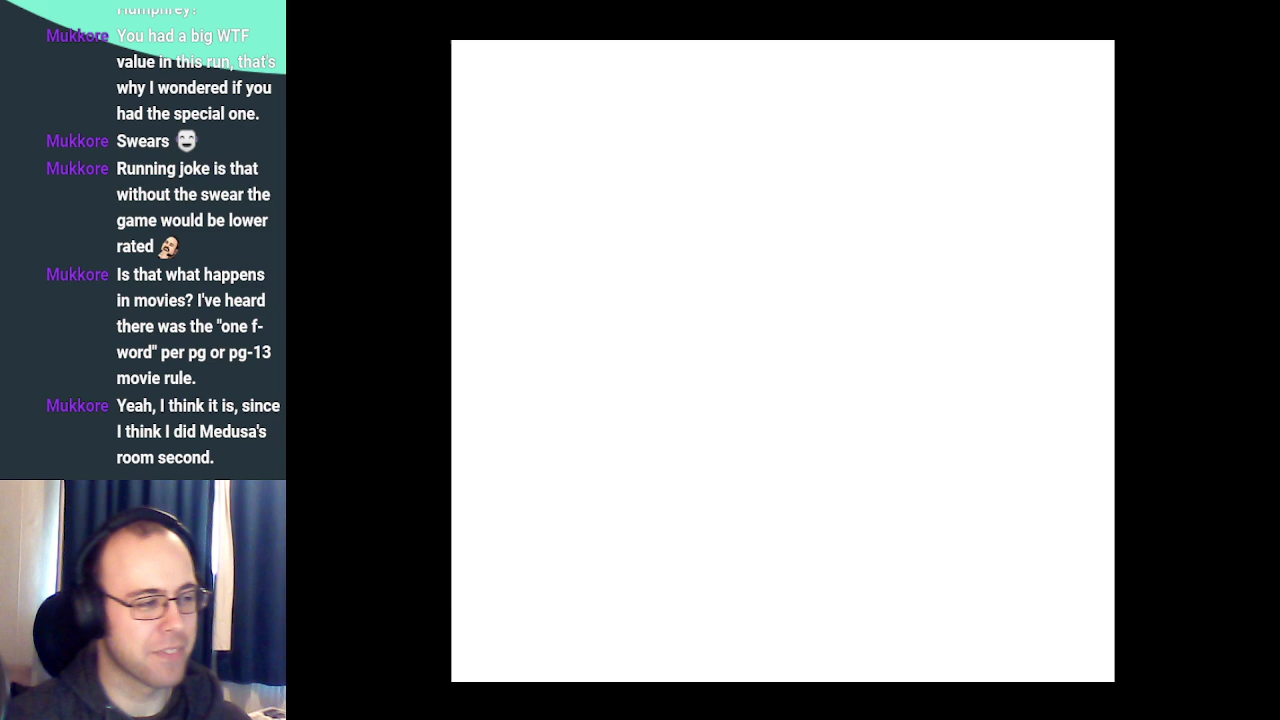 Humphrey?
Mukkore You had a big WTF
value in this run, that's
why I wondered if you
had the special one.
Mukkore Swears
Mukkore Running joke is that
without the swear the
game would be lower
rated
Mukkore Is that what happens
in movies? I've heard
there was the "one f-
word" per pg or pg-13
movie rule.
Mukkore Yeah, I think it is, since
I think I did Medusa's
room second.